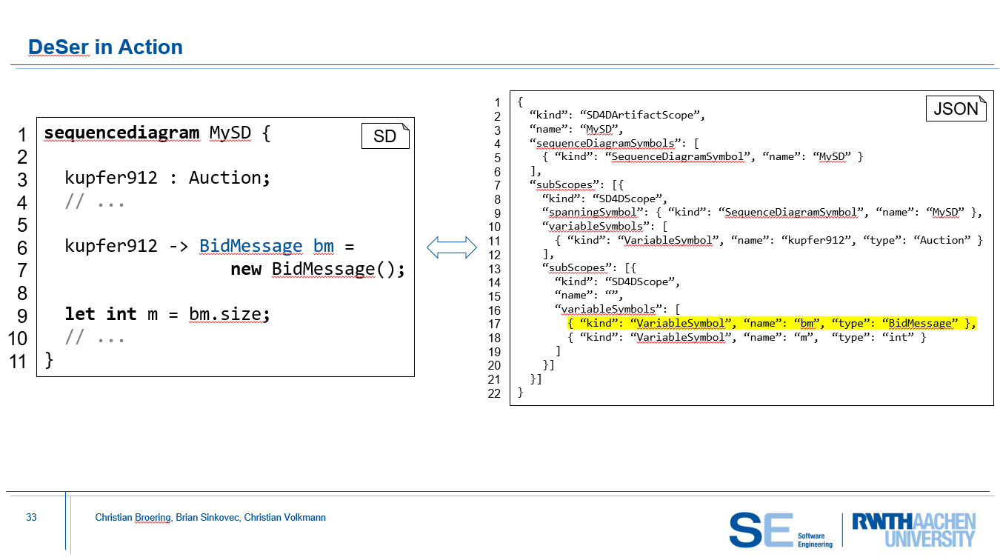 DeSer in Action
SD
1 sequencediagram MySD {
2
3 kupfer912 : Auction;
4 // ...
5
6 kupfer912 -> BidMessage bm =
7 new BidMessage();
8
9 let int m = bm.size;
10 // ...
11 }
JSON
1 {
2 “kind”: “SD4DArtifactScope”,
3 “name”: “MySD”,
4 “sequenceDiagramSymbols”: [
5 { “kind”: “SequenceDiagramSymbol”, “name”: “MySD” }
6 ],
7 “subScopes”: [{
8 “kind”: “SD4DScope”,
9 “spanningSymbol”: { “kind”: “SequenceDiagramSymbol”, “name”: “MySD” },
10 “variableSymbols”: [
11 { “kind”: “VariableSymbol”, “name”: “kupfer912”, “type”: “Auction” }
12 ],
13 “subScopes”: [{
14 “kind”: “SD4DScope”,
15 “name”: “”,
16 “variableSymbols”: [
17 { “kind”: “VariableSymbol”, “name”: “bm”, “type”: “BidMessage” },
18 { “kind”: “VariableSymbol”, “name”: “m”, “type”: “int” }
19 ]
20 }]
21 }]
22 }
33
Christian Broering, Brian Sinkovec, Christian Volkmann
SE Software Engineering
RWTHAACHEN UNIVERSITY